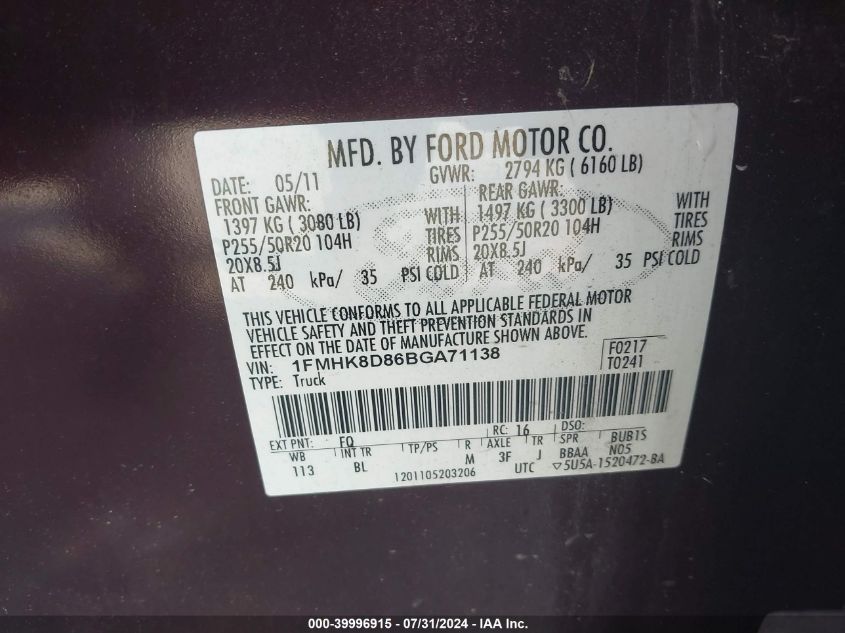 MFD. BY FORD MOTOR CO.
DATE: 05/11 GVWR: 2794 KG ( 6160 LB)
FRONT GAWR: REAR GAWR:
1397 KG ( 3080 LB) WITH 1497 KG ( 3300 LB) WITH
P255/50R20 104H TIRES P255/50R20 104H TIRES
20X8.5J RIMS 20X8.5J RIMS
AT 240 kPa/ 35 PSI COLD AT 240 kPa/ 35 PSI COLD
THIS VEHICLE CONFORMS TO ALL APPLICABLE FEDERAL MOTOR
VEHICLE SAFETY AND THEFT PREVENTION STANDARDS IN
EFFECT ON THE DATE OF MANUFACTURE SHOWN ABOVE.
VIN: 1FMHK8D86BGA71138 F0217
TYPE: Truck T0241
EXT PNT: FQ RC: 16 DSO:
WB INT TR TP/PS R AXLE TR SPR BUB1S
113 BL M 3F J BBAA N05
1201105203206 UTC ▽5U5A-1520472-BA
000-39996915 / 07/31/2024 - IAA Inc.